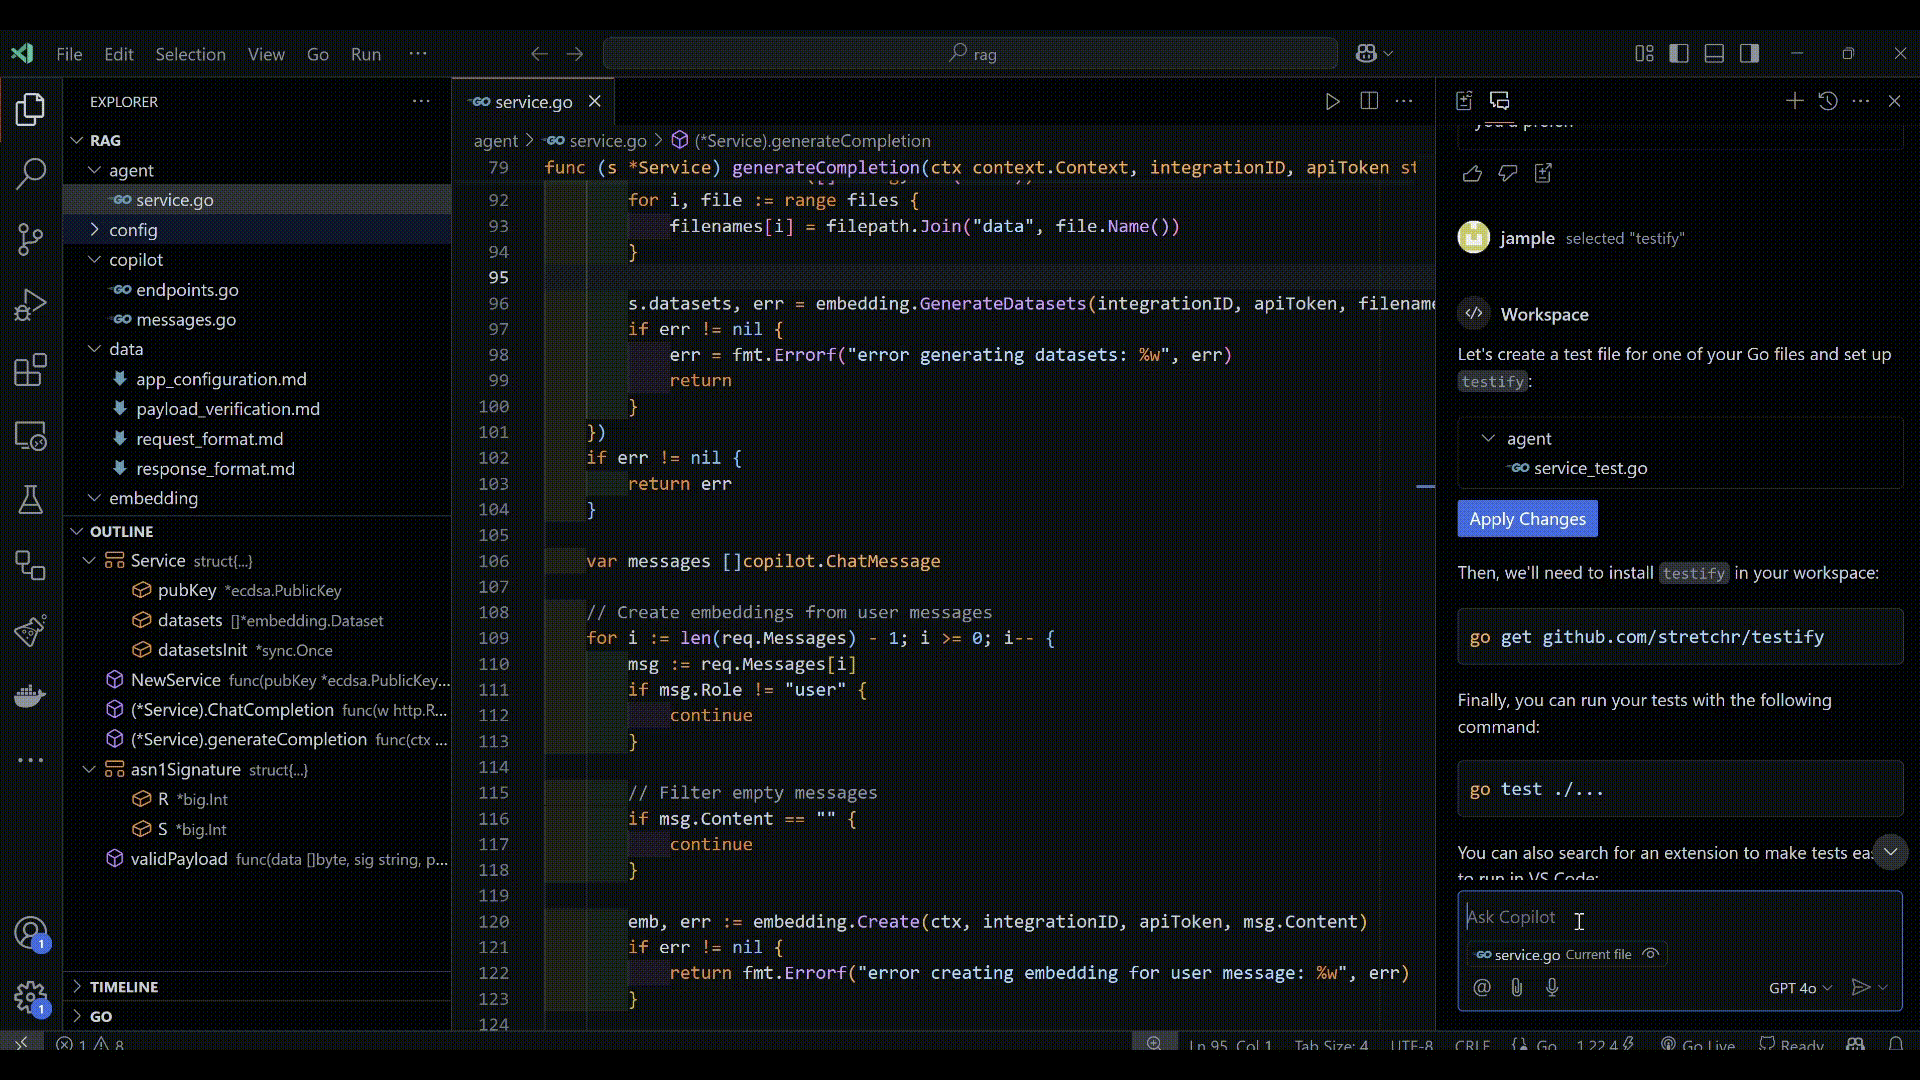 File Edit Selection View Go Run ...
rag
EXPLORER
RAG
agent
service.go
config
copilot
endpoints.go
messages.go
data
app_configuration.md
payload_verification.md
request_format.md
response_format.md
embedding
OUTLINE
Service struct{...}
pubKey *ecdsa.PublicKey
datasets []*embedding.Dataset
datasetsInit *sync.Once
NewService func(pubKey *ecdsa.PublicKey...
(*Service).ChatCompletion func(w http.R...
(*Service).generateCompletion func(ctx ...
asn1Signature struct{...}
R *big.Int
S *big.Int
validPayload func(data []byte, sig string, p...
TIMELINE
GO
1
1
service.go
agent > service.go > (*Service).generateCompletion
79 func (s *Service) generateCompletion(ctx context.Context, integrationID, apiToken st
92 for i, file := range files {
93 filenames[i] = filepath.Join("data", file.Name())
94 }
95
96 s.datasets, err = embedding.GenerateDatasets(integrationID, apiToken, filename
97 if err != nil {
98 err = fmt.Errorf("error generating datasets: %w", err)
99 return
100 }
101 })
102 if err != nil {
103 return err
104 }
105
106 var messages []copilot.ChatMessage
107
108 // Create embeddings from user messages
109 for i := len(req.Messages) - 1; i >= 0; i-- {
110 msg := req.Messages[i]
111 if msg.Role != "user" {
112 continue
113 }
114
115 // Filter empty messages
116 if msg.Content == "" {
117 continue
118 }
119
120 emb, err := embedding.Create(ctx, integrationID, apiToken, msg.Content)
121 if err != nil {
122 return fmt.Errorf("error creating embedding for user message: %w", err)
123 }
124
jample selected "testify"
Workspace
Let's create a test file for one of your Go files and set up
testify:
agent
service_test.go
Apply Changes
Then, we'll need to install testify in your workspace:
go get github.com/stretchr/testify
Finally, you can run your tests with the following
command:
go test ./...
You can also search for an extension to make tests eas
to run in VS Code:
Ask Copilot
service.go Current file
GPT 4o
1 8
Ln 95, Col 1 Tab Size: 4 UTF-8 CRLF Go 1.22.4 Go Live Ready